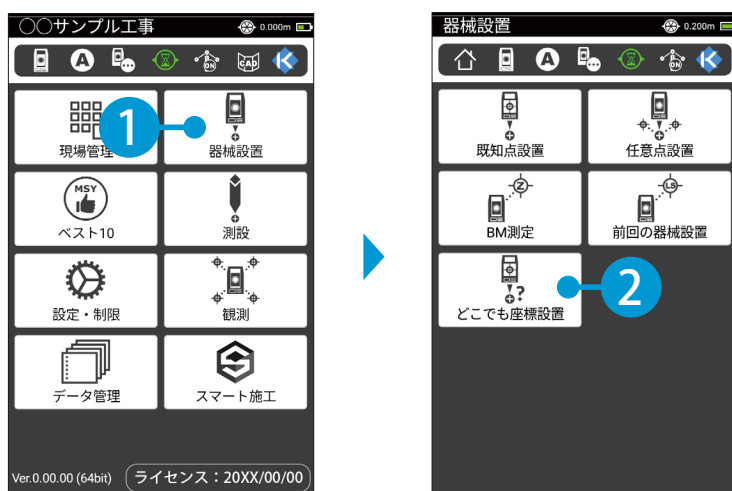 ○○サンプル工事 0.000m
A ON CAD
現場管理 1 器械設置
MSY
ベスト10 測設
設定・制限 観測
データ管理 スマート施工
Ver.0.00.00 (64bit) ライセンス：20XX/00/00
器械設置 0.200m
A ON
既知点設置 任意点設置
Z LS
BM測定 前回の器械設置
?
どこでも座標設置 2